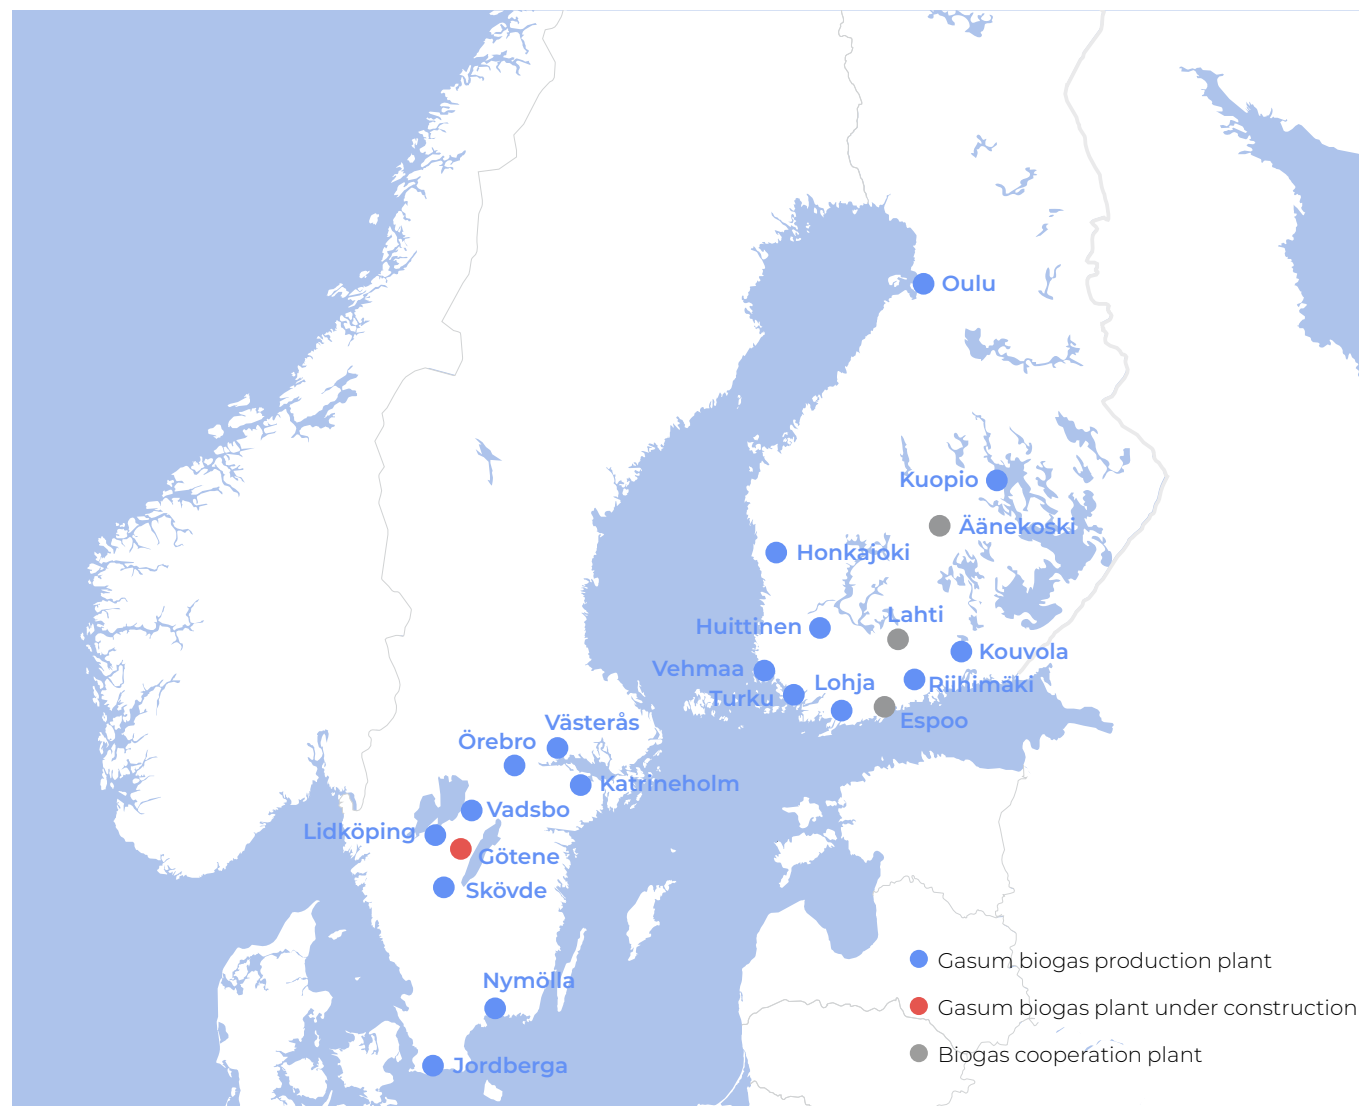 Oulu
Kuopio
Äänekoski
Honkajoki
Lahti
Huittinen
Kouvola
Vehmaa
Lohja
Riihimäki
Turku
Espoo
Västerås
Örebro
Katrineholm
Vadsbo
Lidköping
Götene
Skövde
Nymölla
Jordberga
Gasum biogas production plant
Gasum biogas plant under construction
Biogas cooperation plant